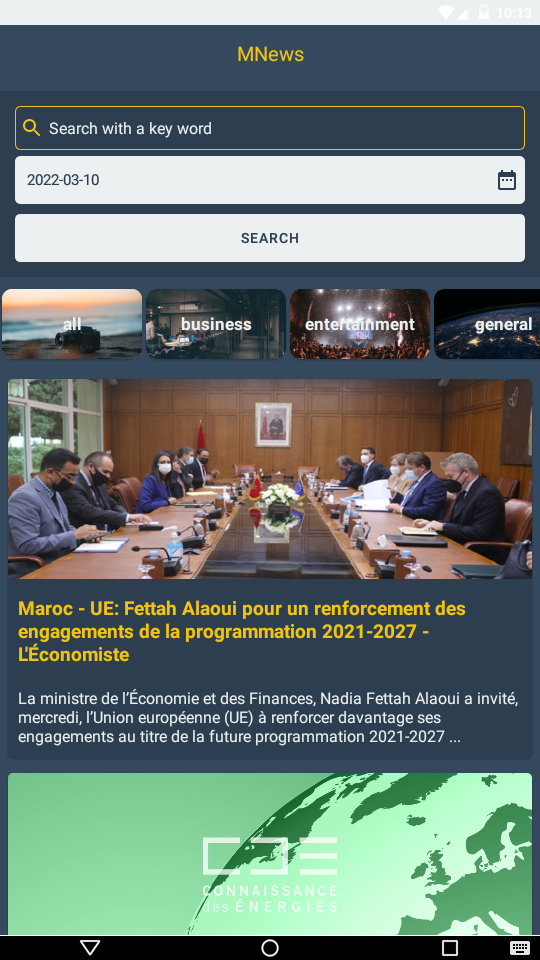 10:13
MNews
Search with a key word
2022-03-10
SEARCH
all
business
entertainment
general
Maroc - UE: Fettah Alaoui pour un renforcement des
engagements de la programmation 2021-2027 -
L'Économiste
La ministre de l’Économie et des Finances, Nadia Fettah Alaoui a invité,
mercredi, l’Union européenne (UE) à renforcer davantage ses
engagements au titre de la future programmation 2021-2027 ...
CDE
CONNAISSANCE
des ÉNERGIES